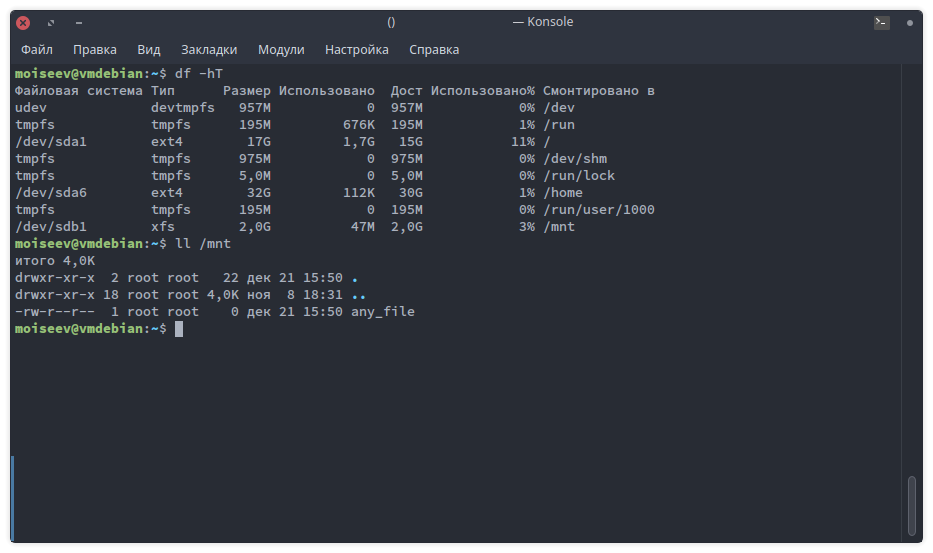 () — Konsole
Файл Правка Вид Закладки Модули Настройка Справка
moiseev@vmdebian:~$ df -hT
Файловая система Тип      Размер Использовано  Дост Использовано% Смонтировано в
udev             devtmpfs   957M            0  957M            0% /dev
tmpfs            tmpfs      195M         676K  195M            1% /run
/dev/sda1        ext4        17G         1,7G   15G           11% /
tmpfs            tmpfs      975M            0  975M            0% /dev/shm
tmpfs            tmpfs      5,0M            0  5,0M            0% /run/lock
/dev/sda6        ext4        32G         112K   30G            1% /home
tmpfs            tmpfs      195M            0  195M            0% /run/user/1000
/dev/sdb1        xfs        2,0G          47M  2,0G            3% /mnt
moiseev@vmdebian:~$ ll /mnt
итого 4,0K
drwxr-xr-x  2 root root   22 дек 21 15:50 .
drwxr-xr-x 18 root root 4,0K ноя  8 18:31 ..
-rw-r--r--  1 root root    0 дек 21 15:50 any_file
moiseev@vmdebian:~$